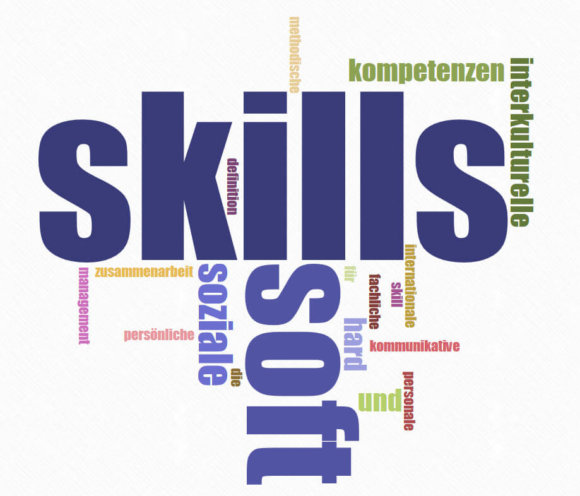 methodische
kompetenzen
interkulturelle
skills
definition
management
zusammenarbeit
soziale
soft
für
fachliche
skill
internationale
persönliche
hard
kommunikative
die
und
personale